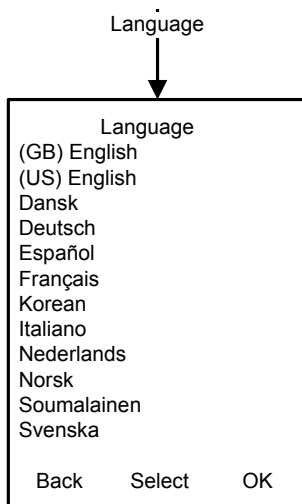 Language
Language
(GB) English
(US) English
Dansk
Deutsch
Español
Français
Korean
Italiano
Nederlands
Norsk
Soumalainen
Svenska
Back Select OK